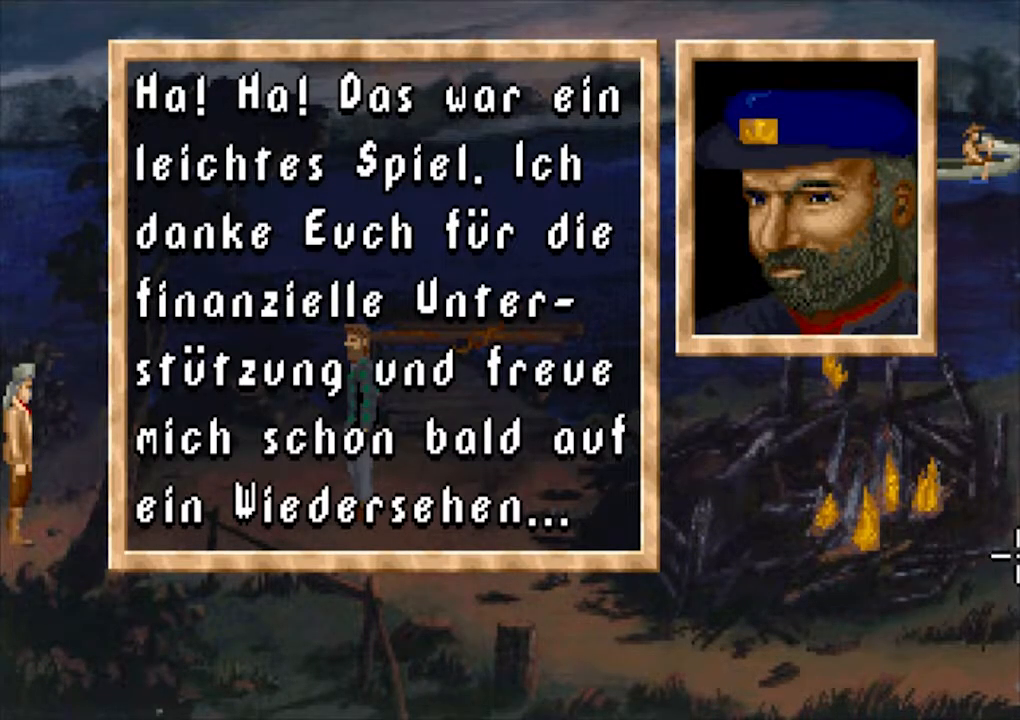 Ha! Ha! Das war ein
leichtes Spiel. Ich
danke Euch für die
finanzielle Unter-
stützung und freue
mich schon bald auf
ein Wiedersehen...